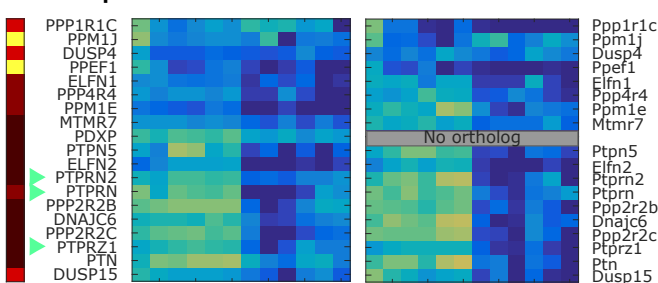 PPP1R1C
PPM1J
DUSP4
PPEF1
ELFN1
PPP4R4
PPM1E
MTMR7
PDXP
PTPN5
ELFN2
PTPRN2
PTPRN
PPP2R2B
DNAJC6
PPP2R2C
PTPRZ1
PTN
DUSP15
No ortholog
Ppp1r1c
Ppm1j
Dusp4
Ppef1
Elfn1
Ppp4r4
Ppm1e
Mtmr7
Ptpn5
Elfn2
Ptprn2
Ptprn
Ppp2r2b
Dnajc6
Ppp2r2c
Ptprz1
Ptn
Dusp15